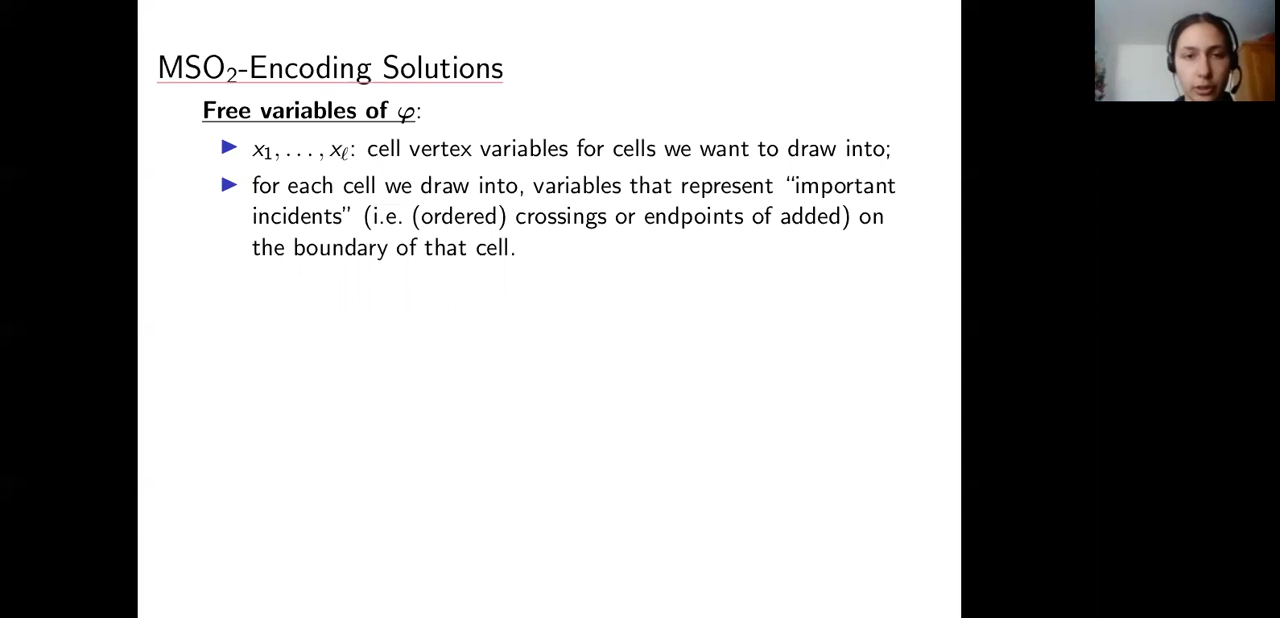 MSO₂-Encoding Solutions
Free variables of φ:
▶ x₁, . . . , xℓ: cell vertex variables for cells we want to draw into;
▶ for each cell we draw into, variables that represent “important
incidents” (i.e. (ordered) crossings or endpoints of added) on
the boundary of that cell.